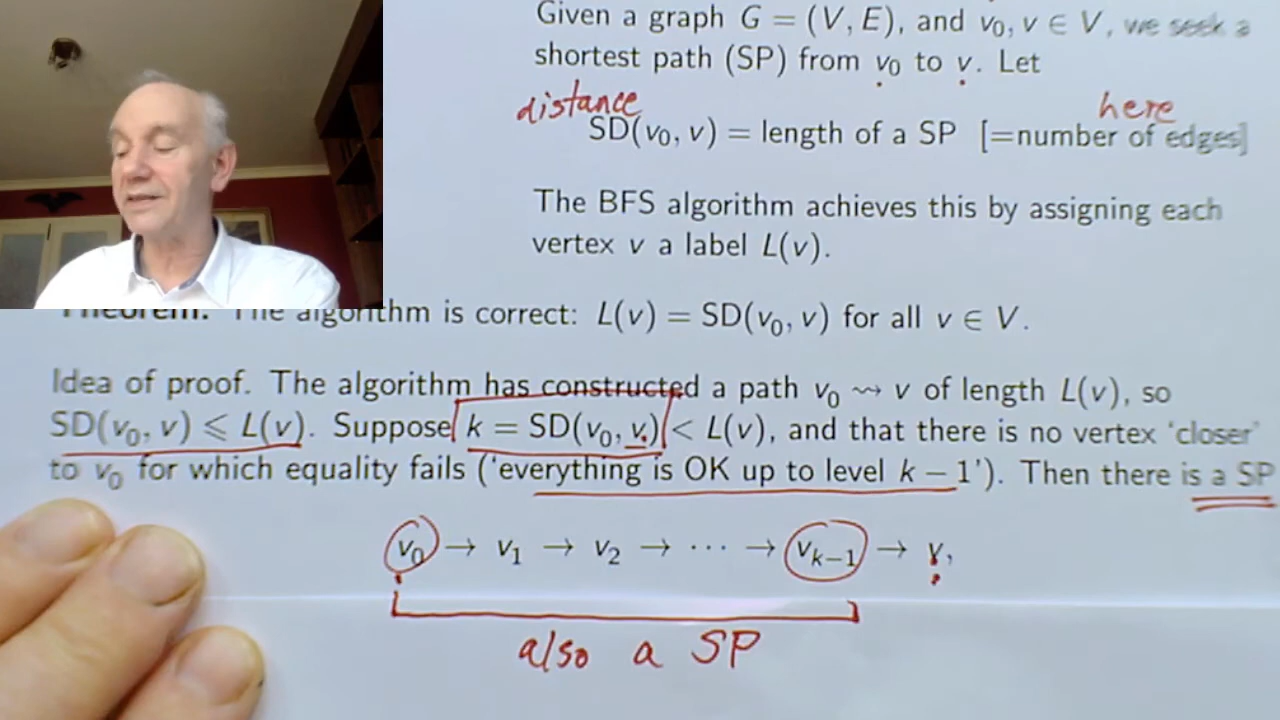 Given a graph G = (V, E), and v₀, v ∈ V, we seek a
shortest path (SP) from v₀ to v. Let
distance here
SD(v₀, v) = length of a SP [=number of edges]
The BFS algorithm achieves this by assigning each
vertex v a label L(v).
Theorem. The algorithm is correct: L(v) = SD(v₀, v) for all v ∈ V.
Idea of proof. The algorithm has constructed a path v₀ ⇝ v of length L(v), so
SD(v₀, v) ⩽ L(v). Suppose k = SD(v₀, v) < L(v), and that there is no vertex ‘closer’
to v₀ for which equality fails (‘everything is OK up to level k − 1’). Then there is a SP
v₀ → v₁ → v₂ → ⋯ → vₖ₋₁ → v,
also a SP